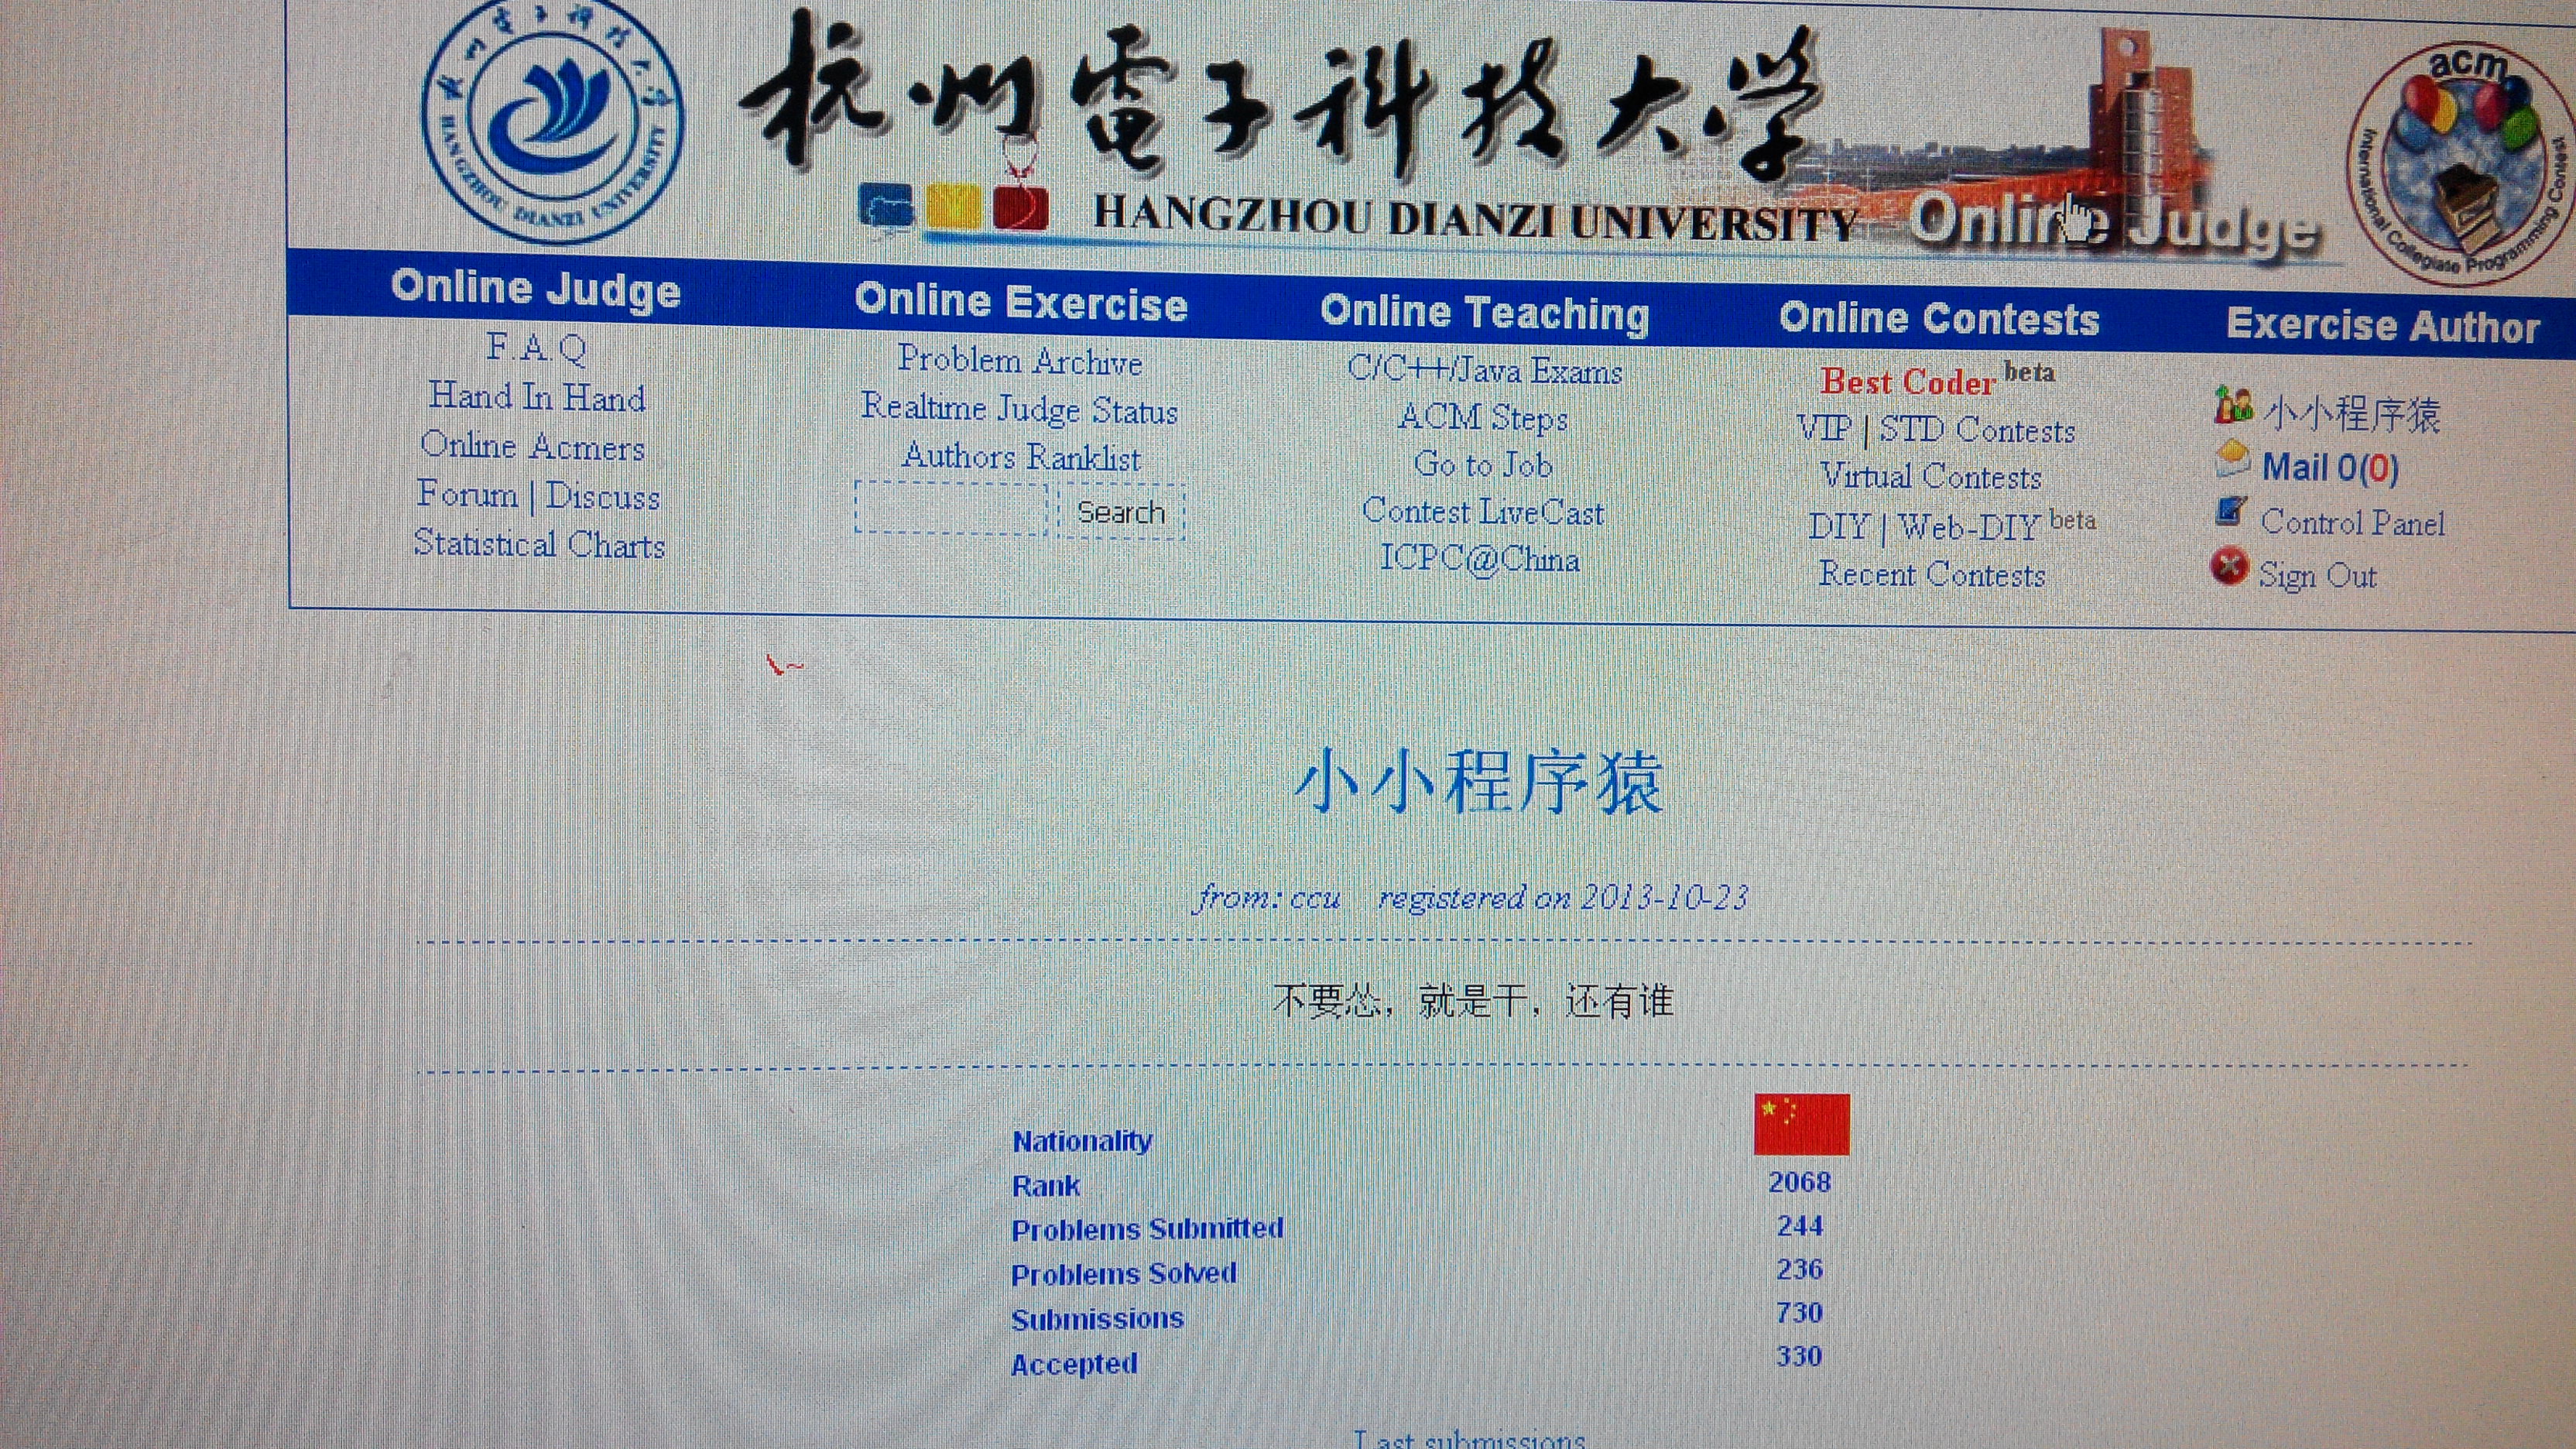 杭州電子科技大学
HANGZHOU DIANZI UNIVERSITY
HANGZHOU DIANZI UNIVERSITY
Online Judge
acm
International Collegiate Programming Contest
Online Judge
Online Exercise
Online Teaching
Online Contests
Exercise Author
F.A.Q
Hand In Hand
Online Acmers
Forum | Discuss
Statistical Charts
Problem Archive
Realtime Judge Status
Authors Ranklist
Search
C/C++/Java Exams
ACM Steps
Go to Job
Contest LiveCast
ICPC@China
Best Coder beta
VIP | STD Contests
Virtual Contests
DIY | Web-DIY beta
Recent Contests
小小程序猿
Mail 0(0)
Control Panel
Sign Out
小小程序猿
from: ccu registered on 2013-10-23
不要怂，就是干，还有谁
Nationality
Rank 2068
Problems Submitted 244
Problems Solved 236
Submissions 730
Accepted 330
Last submissions